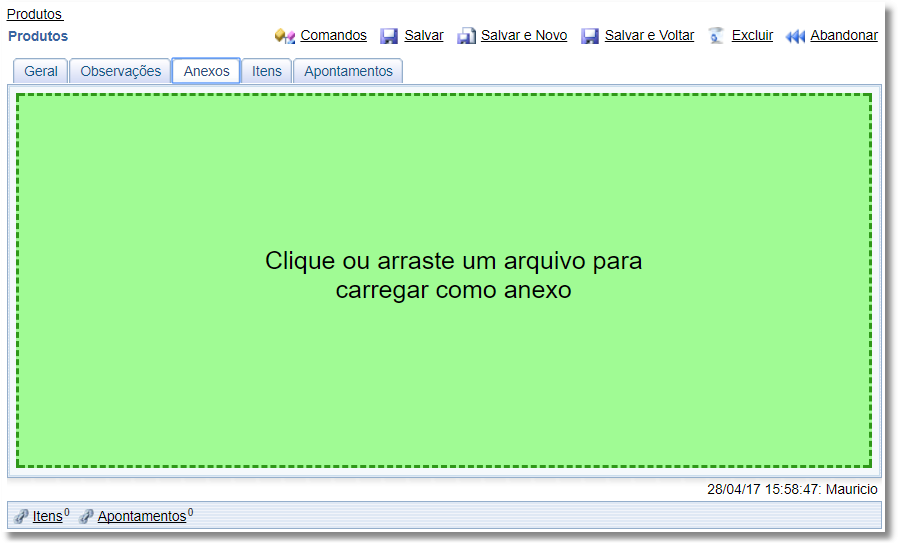 Produtos
Produtos Comandos Salvar Salvar e Novo Salvar e Voltar Excluir Abandonar
Geral Observações Anexos Itens Apontamentos
Clique ou arraste um arquivo para
carregar como anexo
28/04/17 15:58:47: Mauricio
Itens 0 Apontamentos 0